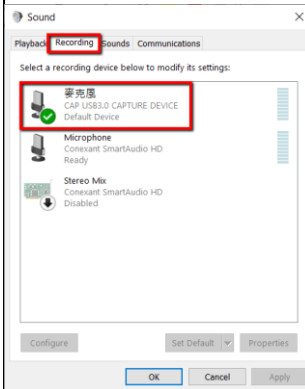 Sound
Playback Recording Sounds Communications
Select a recording device below to modify its settings:
麥克風
CAP USB3.0 CAPTURE DEVICE
Default Device
Microphone
Conexant SmartAudio HD
Ready
Stereo Mix
Conexant SmartAudio HD
Disabled
Configure Set Default Properties
OK Cancel Apply